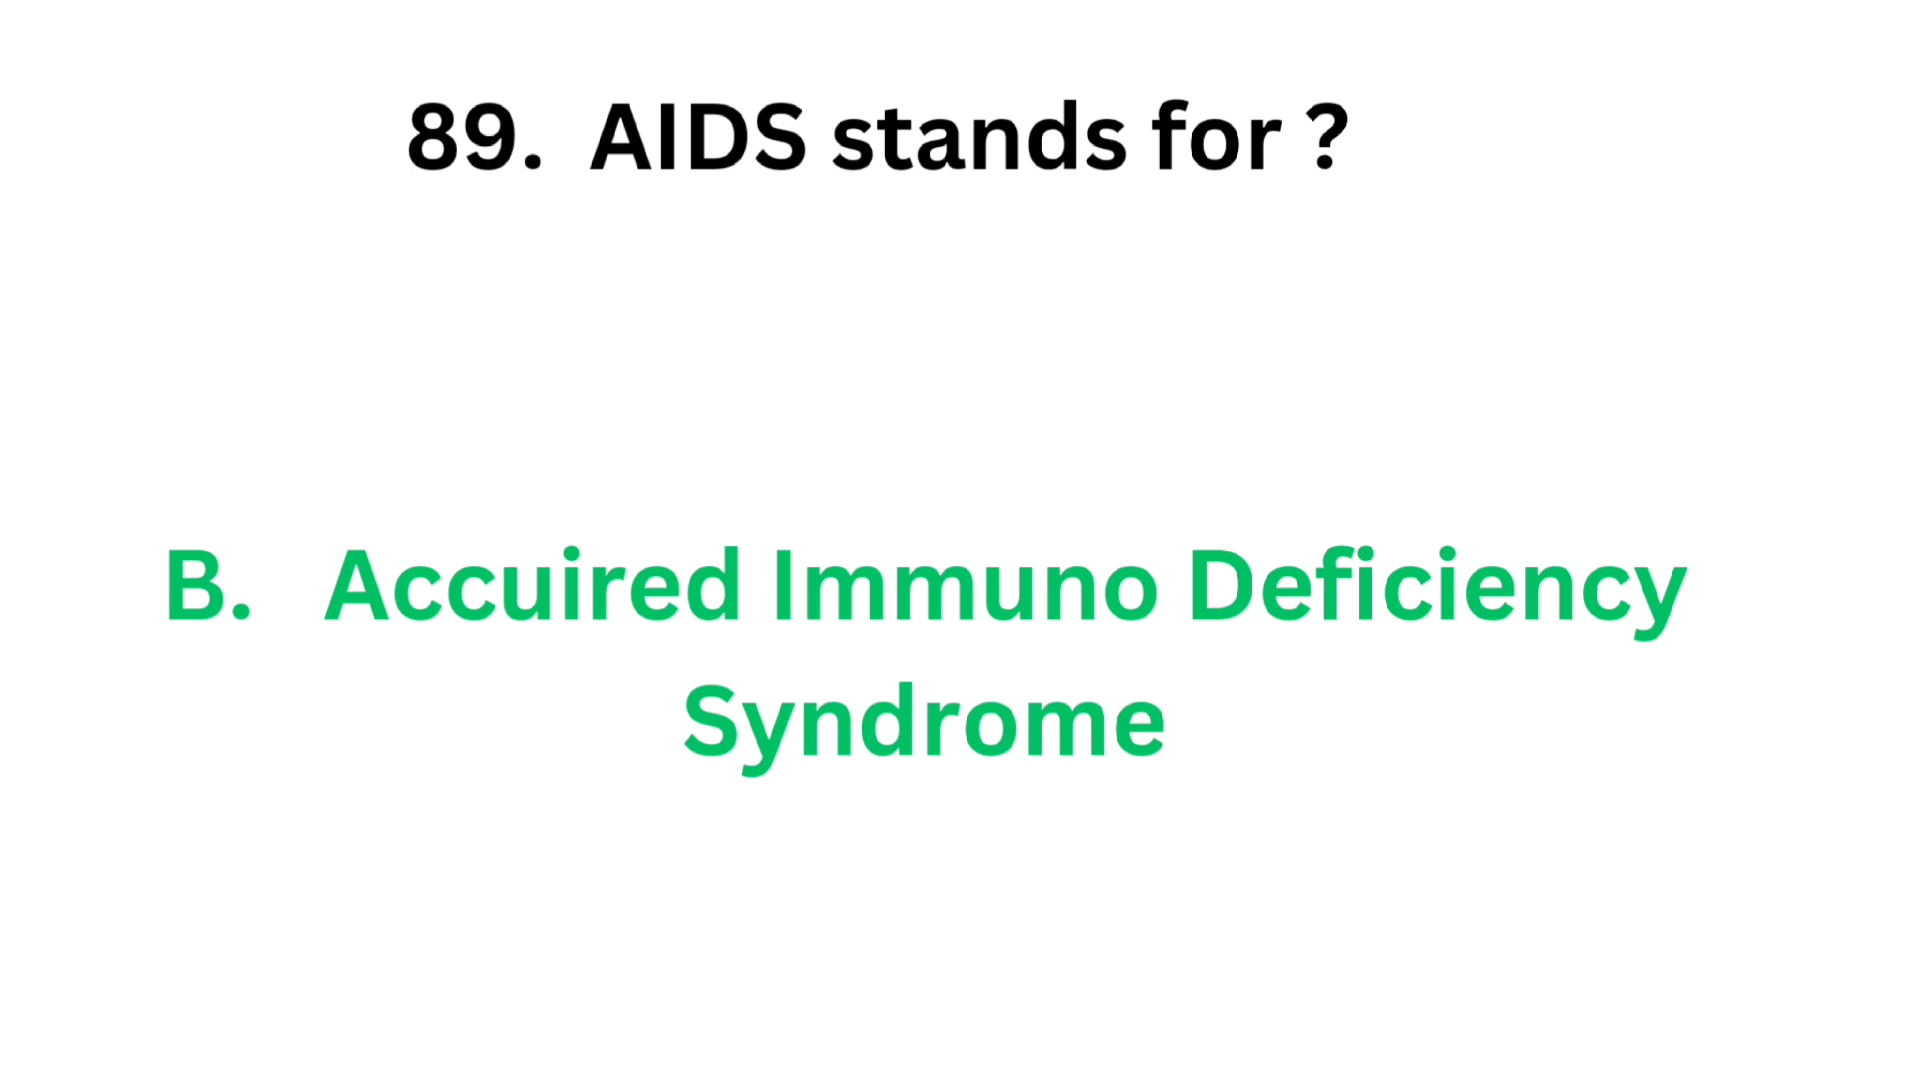 89. AIDS stands for ?
B. Accuired Immuno Deficiency
Syndrome